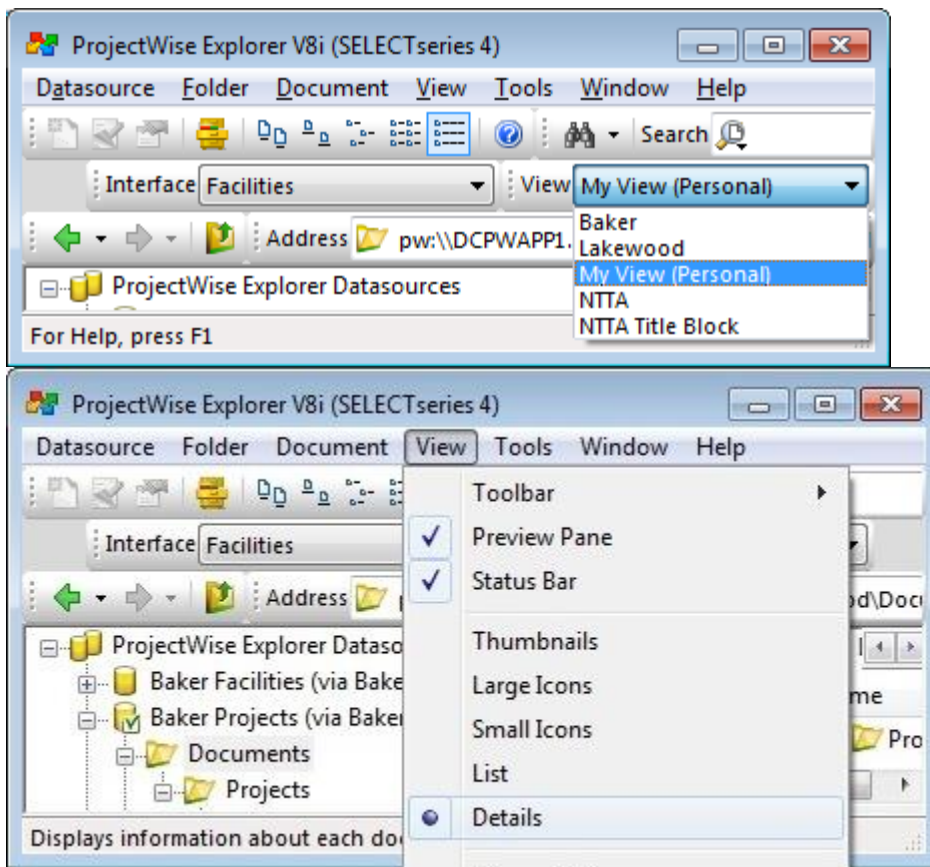 ProjectWise Explorer V8i (SELECTseries 4)
Datasource Folder Document View Tools Window Help
Search
Interface Facilities View My View (Personal)
Baker
Lakewood
My View (Personal)
NTTA
NTTA Title Block
Address pw:\\DCPWAPP1.
ProjectWise Explorer Datasources
For Help, press F1
ProjectWise Explorer V8i (SELECTseries 4)
Datasource Folder Document View Tools Window Help
Toolbar
Preview Pane
Status Bar
Thumbnails
Large Icons
Small Icons
List
Details
Interface Facilities
Address
ProjectWise Explorer Dataso
Baker Facilities (via Bake
Baker Projects (via Baker
Documents
Projects
od\Docu
me
Pro
Displays information about each do